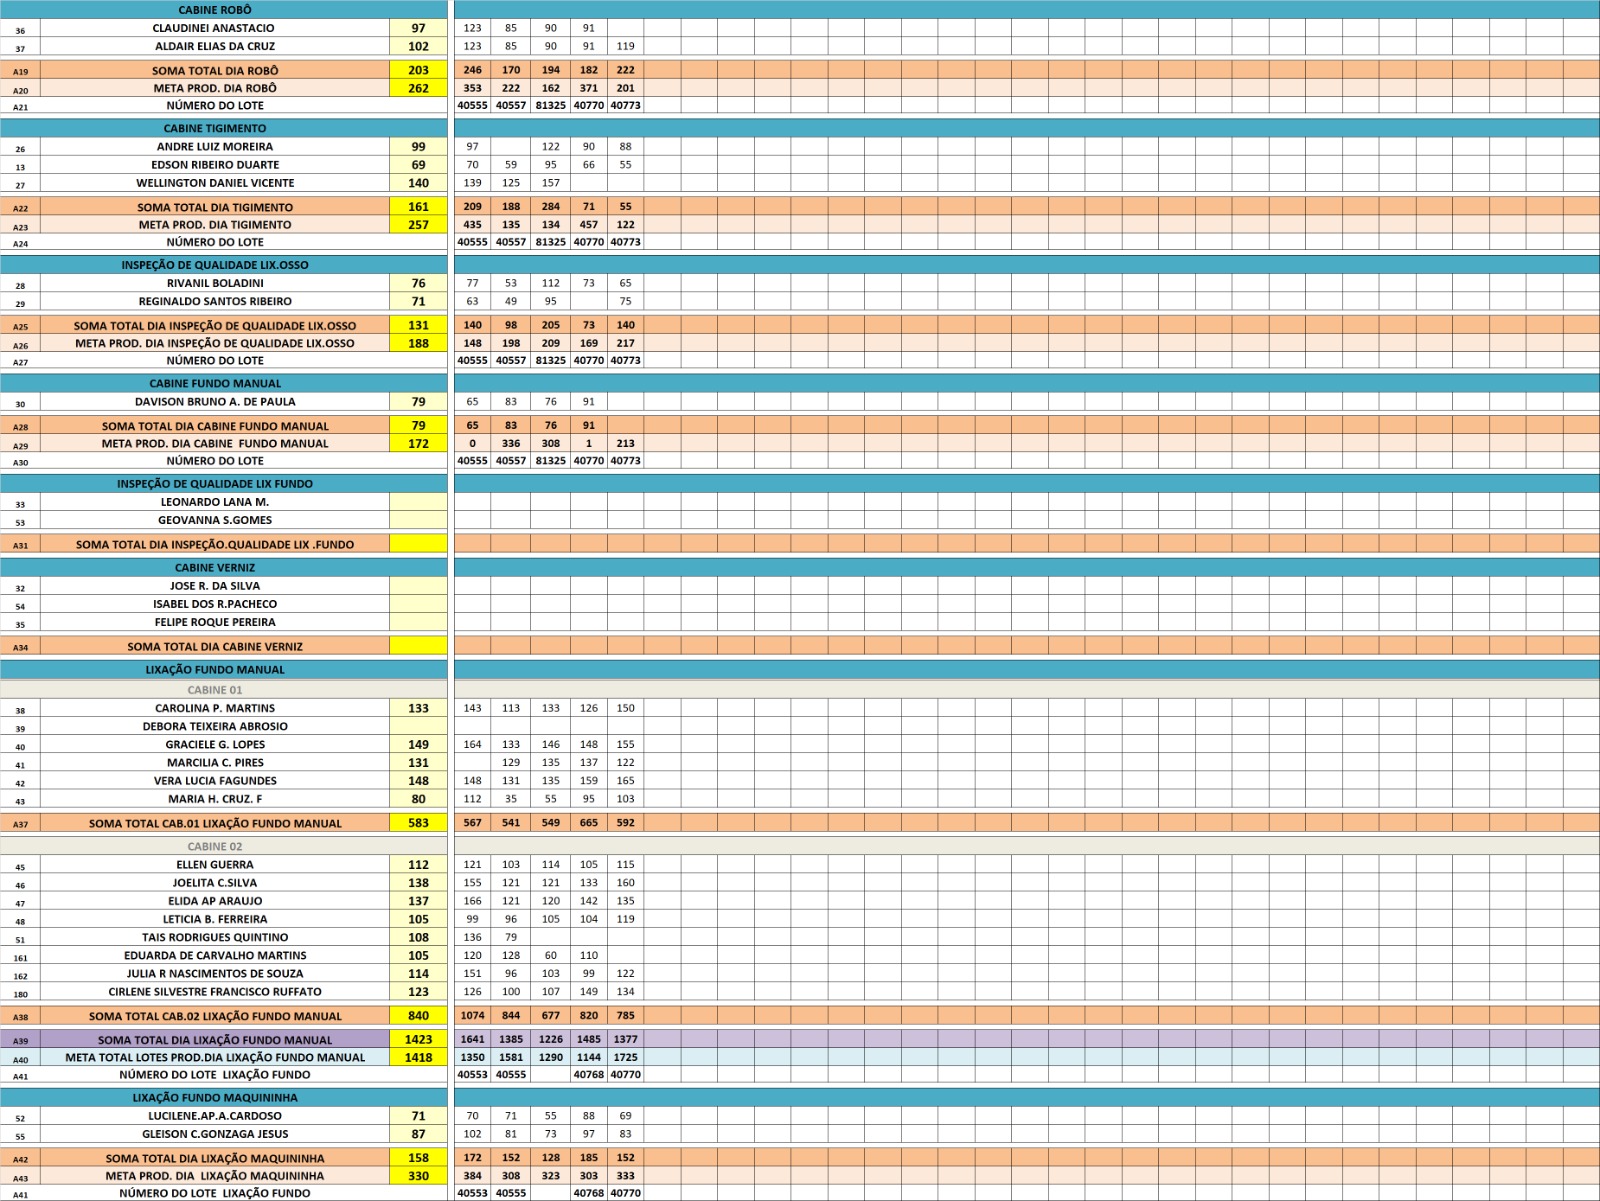 CABINE ROBÔ
36 CLAUDINEI ANASTACIO 97 123 85 90 91
37 ALDAIR ELIAS DA CRUZ 102 123 85 90 91 119
A19 SOMA TOTAL DIA ROBÔ 203 246 170 194 182 222
A20 META PROD. DIA ROBÔ 262 353 222 162 371 201
A21 NÚMERO DO LOTE 40555 40557 81325 40770 40773
CABINE TIGIMENTO
26 ANDRE LUIZ MOREIRA 99 97 122 90 88
13 EDSON RIBEIRO DUARTE 69 70 59 95 66 55
27 WELLINGTON DANIEL VICENTE 140 139 125 157
A22 SOMA TOTAL DIA TIGIMENTO 161 209 188 284 71 55
A23 META PROD. DIA TIGIMENTO 257 435 135 134 457 122
A24 NÚMERO DO LOTE 40555 40557 81325 40770 40773
INSPEÇÃO DE QUALIDADE LIX.OSSO
28 RIVANIL BOLADINI 76 77 53 112 73 65
29 REGINALDO SANTOS RIBEIRO 71 63 49 95 75
A25 SOMA TOTAL DIA INSPEÇÃO DE QUALIDADE LIX.OSSO 131 140 98 205 73 140
A26 META PROD. DIA INSPEÇÃO DE QUALIDADE LIX.OSSO 188 148 198 209 169 217
A27 NÚMERO DO LOTE 40555 40557 81325 40770 40773
CABINE FUNDO MANUAL
30 DAVISON BRUNO A. DE PAULA 79 65 83 76 91
A28 SOMA TOTAL DIA CABINE FUNDO MANUAL 79 65 83 76 91
A29 META PROD. DIA CABINE FUNDO MANUAL 172 0 336 308 1 213
A30 NÚMERO DO LOTE 40555 40557 81325 40770 40773
INSPEÇÃO DE QUALIDADE LIX FUNDO
33 LEONARDO LANA M.
53 GEOVANNA S.GOMES
A31 SOMA TOTAL DIA INSPEÇÃO.QUALIDADE LIX .FUNDO
CABINE VERNIZ
32 JOSE R. DA SILVA
54 ISABEL DOS R.PACHECO
35 FELIPE ROQUE PEREIRA
A34 SOMA TOTAL DIA CABINE VERNIZ
LIXAÇÃO FUNDO MANUAL
CABINE 01
38 CAROLINA P. MARTINS 133 143 113 133 126 150
39 DEBORA TEIXEIRA ABROSIO
40 GRACIELE G. LOPES 149 164 133 146 148 155
41 MARCILIA C. PIRES 131 129 135 137 122
42 VERA LUCIA FAGUNDES 148 148 131 135 159 165
43 MARIA H. CRUZ. F 80 112 35 55 95 103
A37 SOMA TOTAL CAB.01 LIXAÇÃO FUNDO MANUAL 583 567 541 549 665 592
CABINE 02
45 ELLEN GUERRA 112 121 103 114 105 115
46 JOELITA C.SILVA 138 155 121 121 133 160
47 ELIDA AP ARAUJO 137 166 121 120 142 135
48 LETICIA B. FERREIRA 105 99 96 105 104 119
51 TAIS RODRIGUES QUINTINO 108 136 79
161 EDUARDA DE CARVALHO MARTINS 105 120 128 60 110
162 JULIA R NASCIMENTOS DE SOUZA 114 151 96 103 99 122
180 CIRLENE SILVESTRE FRANCISCO RUFFATO 123 126 100 107 149 134
A38 SOMA TOTAL CAB.02 LIXAÇÃO FUNDO MANUAL 840 1074 844 677 820 785
A39 SOMA TOTAL DIA LIXAÇÃO FUNDO MANUAL 1423 1641 1385 1226 1485 1377
A40 META TOTAL LOTES PROD.DIA LIXAÇÃO FUNDO MANUAL 1418 1350 1581 1290 1144 1725
A41 NÚMERO DO LOTE LIXAÇÃO FUNDO 40553 40555 40768 40770
LIXAÇÃO FUNDO MAQUININHA
52 LUCILENE.AP.A.CARDOSO 71 70 71 55 88 69
55 GLEISON C.GONZAGA JESUS 87 102 81 73 97 83
A42 SOMA TOTAL DIA LIXAÇÃO MAQUININHA 158 172 152 128 185 152
A43 META PROD. DIA LIXAÇÃO MAQUININHA 330 384 308 323 303 333
A41 NÚMERO DO LOTE LIXAÇÃO FUNDO 40553 40555 40768 40770